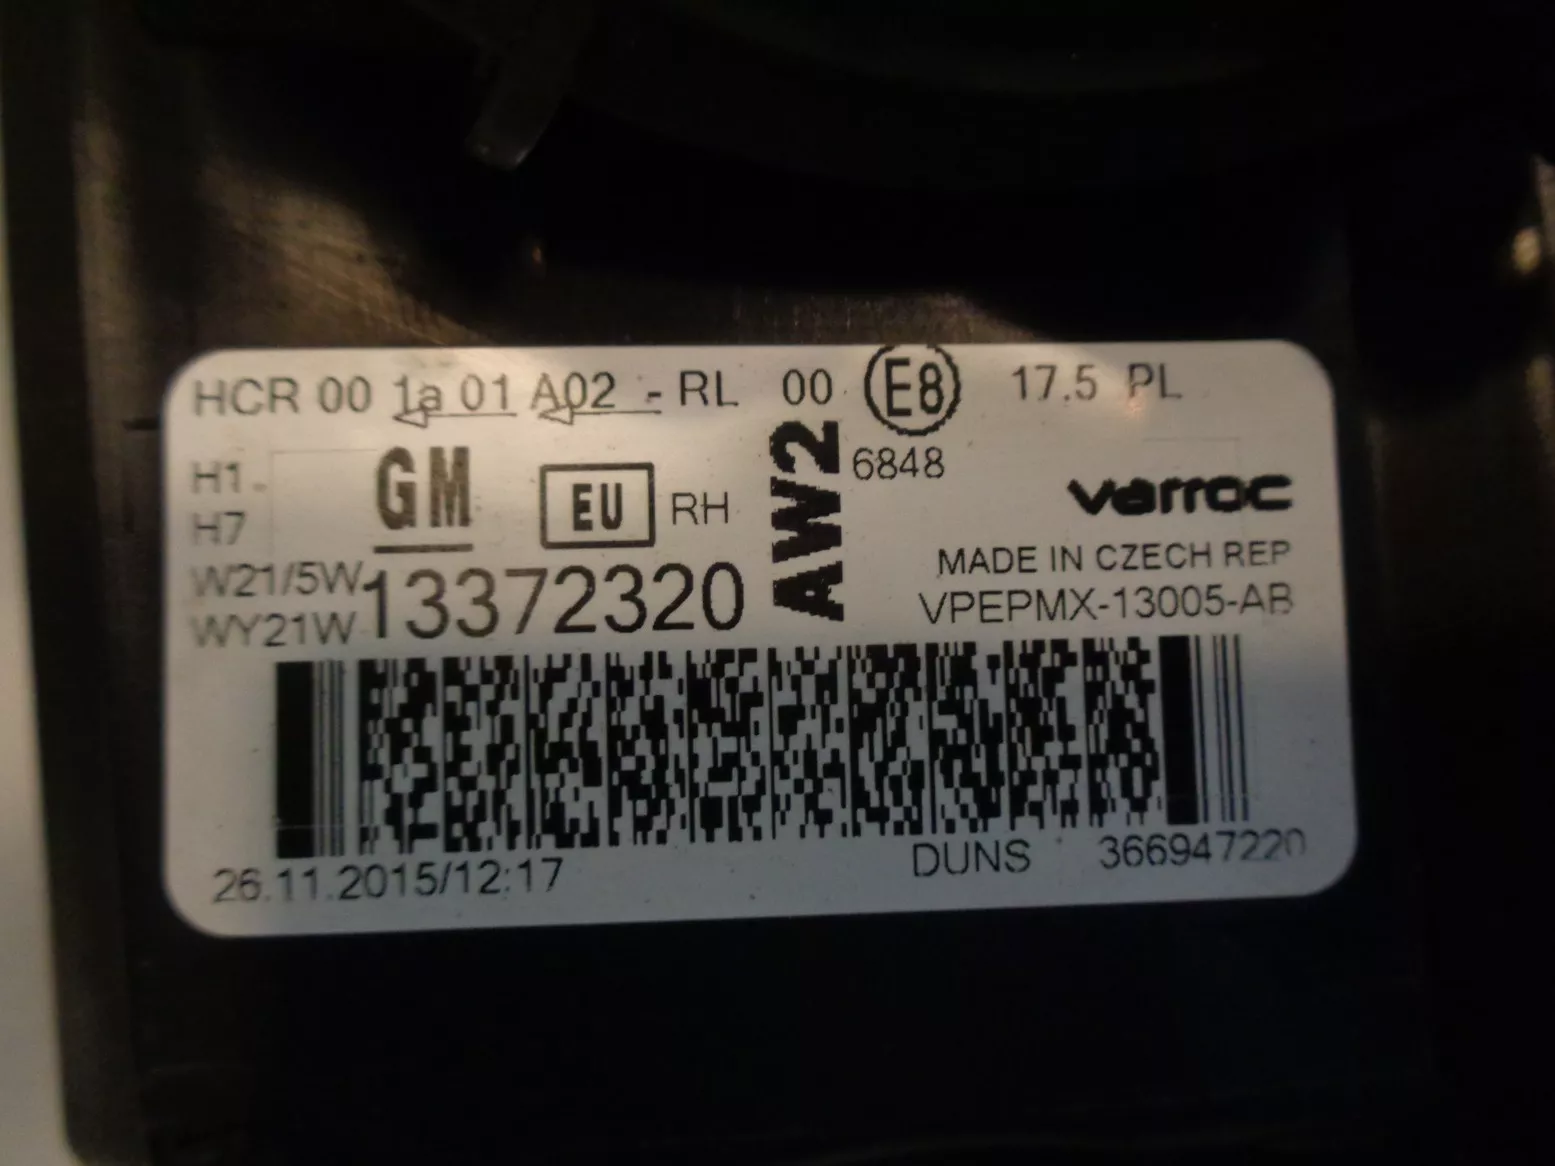 HCR 00 1a 01 A02 - RL 00 E8 17.5 PL
6848
H1
H7
W21/5W
WY21W
GM
EU RH
13372320
AW2
varroc
MADE IN CZECH REP
VPEPMX-13005-AB
26.11.2015/12:17
DUNS 366947220